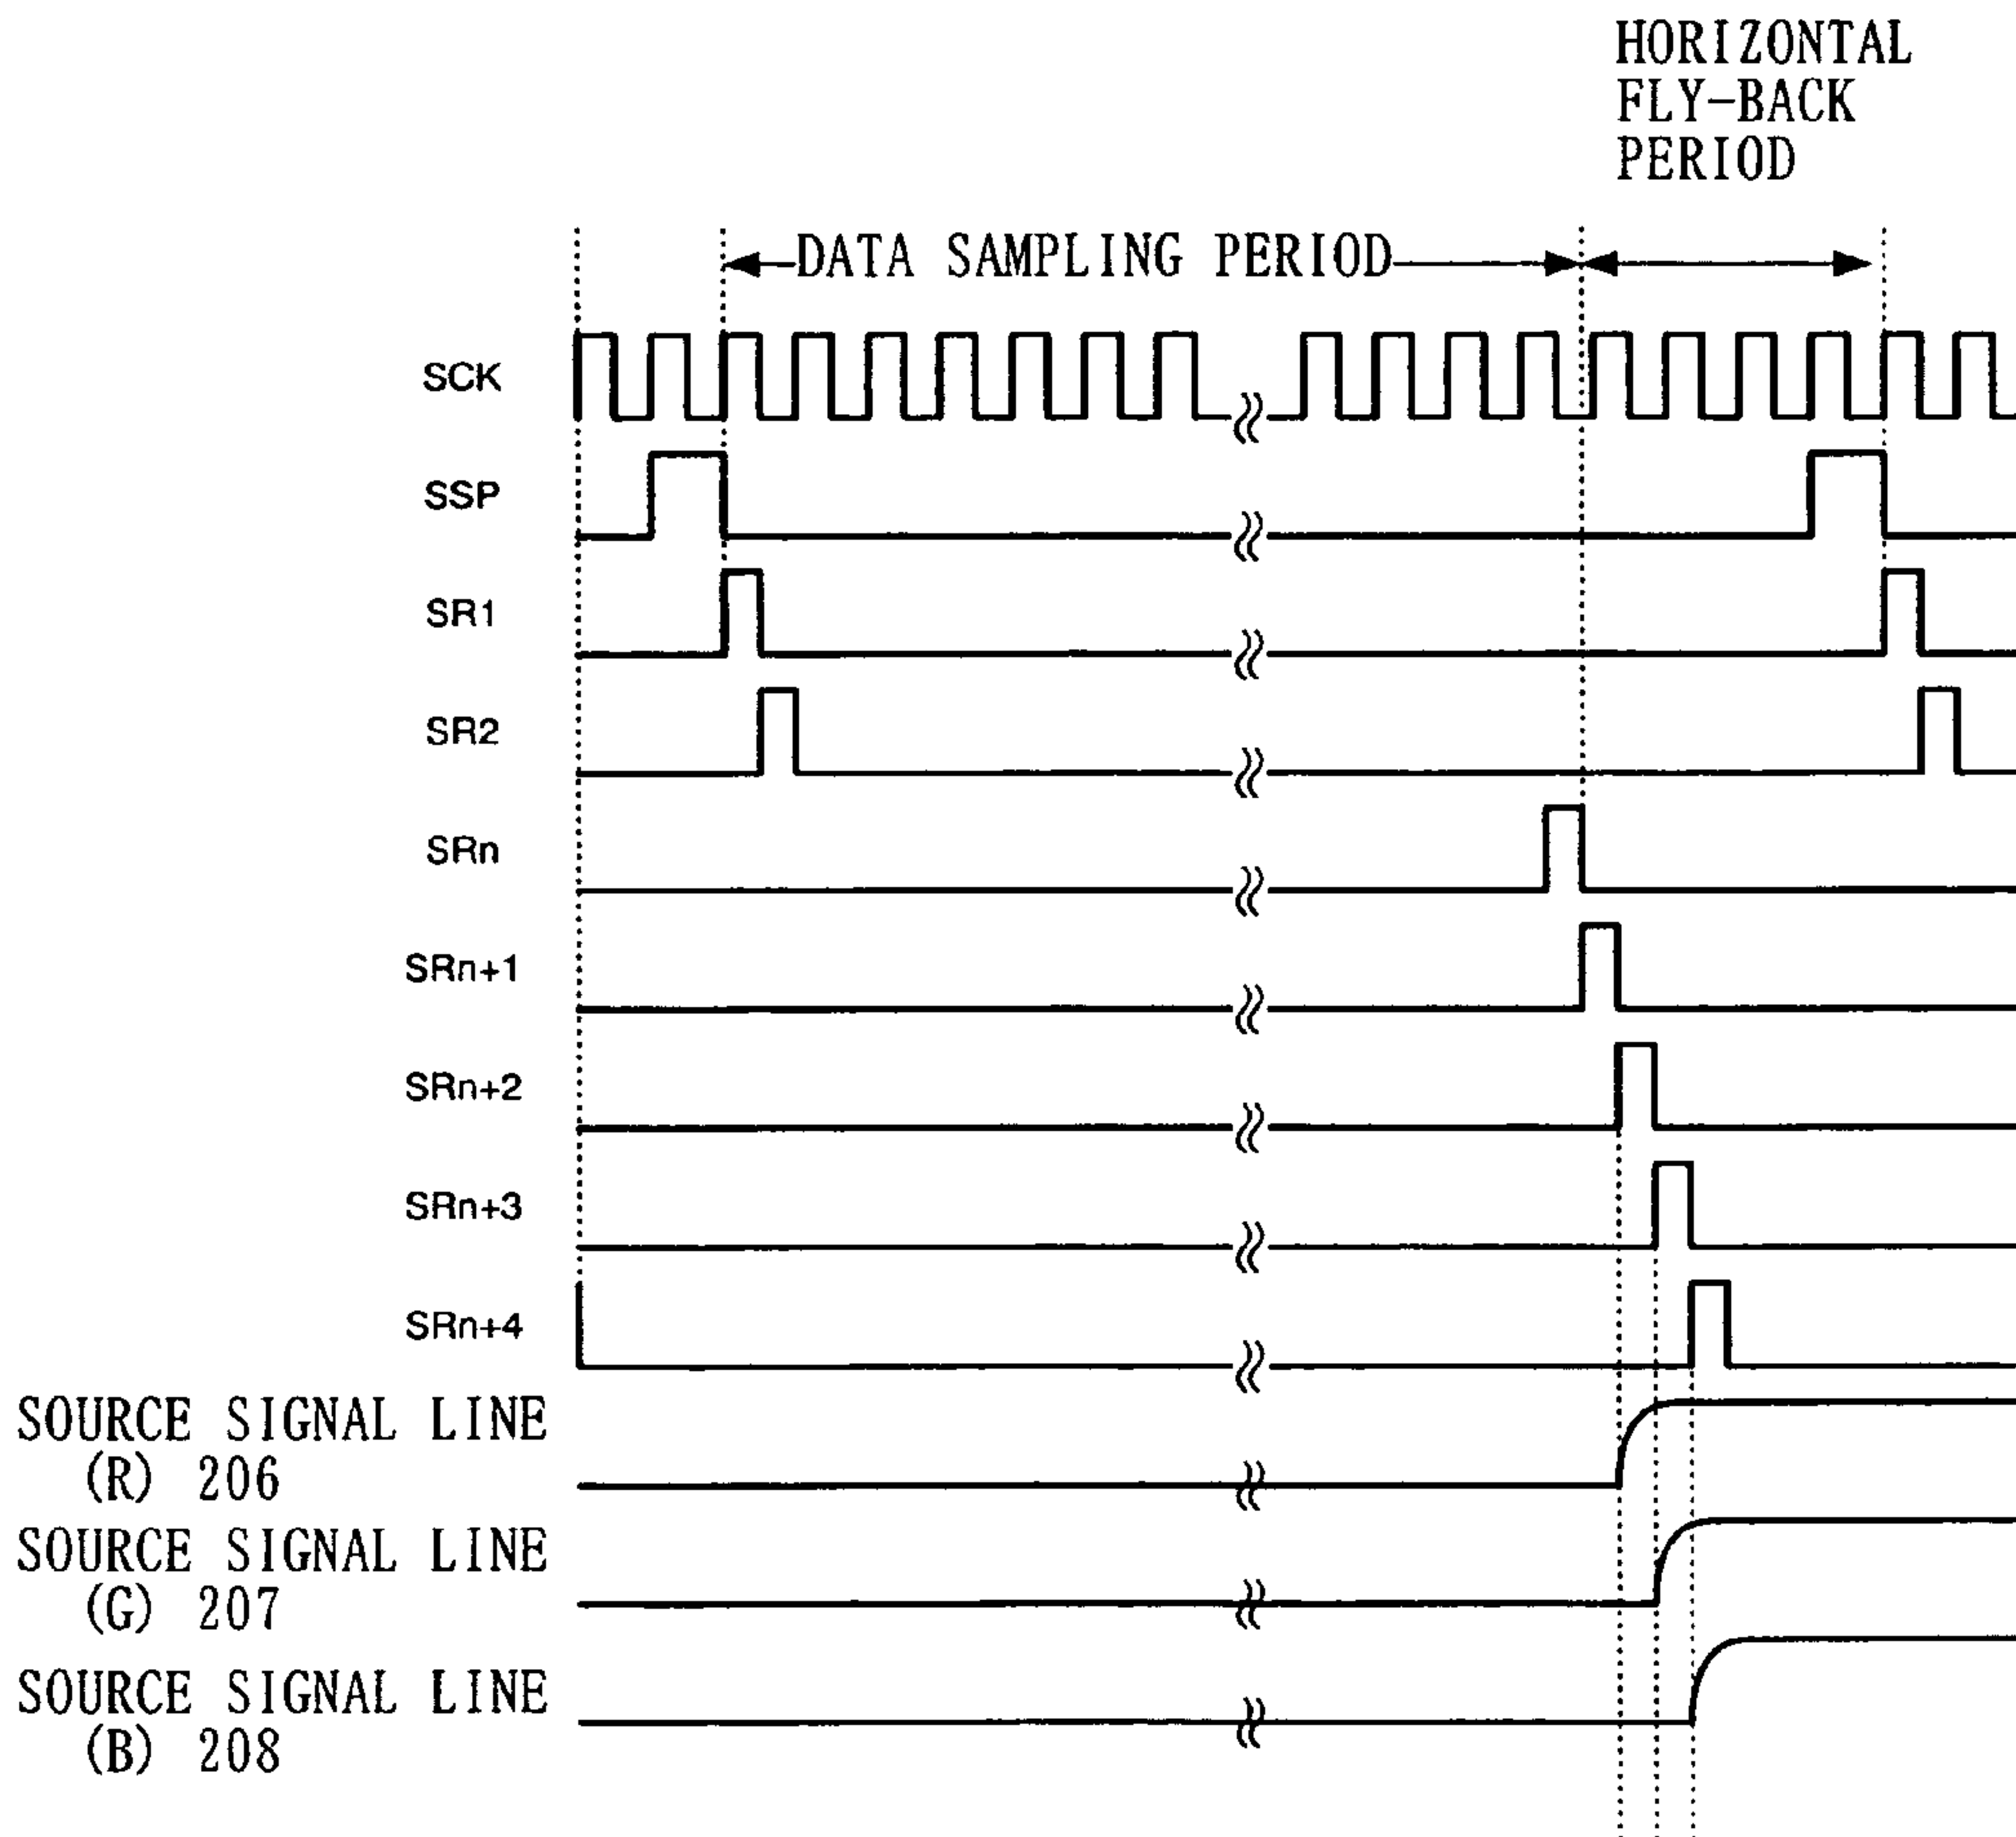 HORIZONTAL
FLY-BACK
PERIOD
DATA SAMPLING PERIOD
SCK
SSP
SR1
SR2
SRn
SRn+1
SRn+2
SRn+3
SRn+4
SOURCE SIGNAL LINE
(R) 206
SOURCE SIGNAL LINE
(G) 207
SOURCE SIGNAL LINE
(B) 208